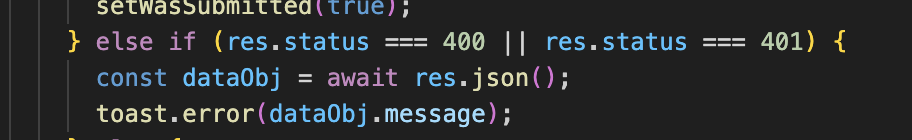 setWasSubmitted(true);
} else if (res.status === 400 || res.status === 401) {
const dataObj = await res.json();
toast.error(dataObj.message);